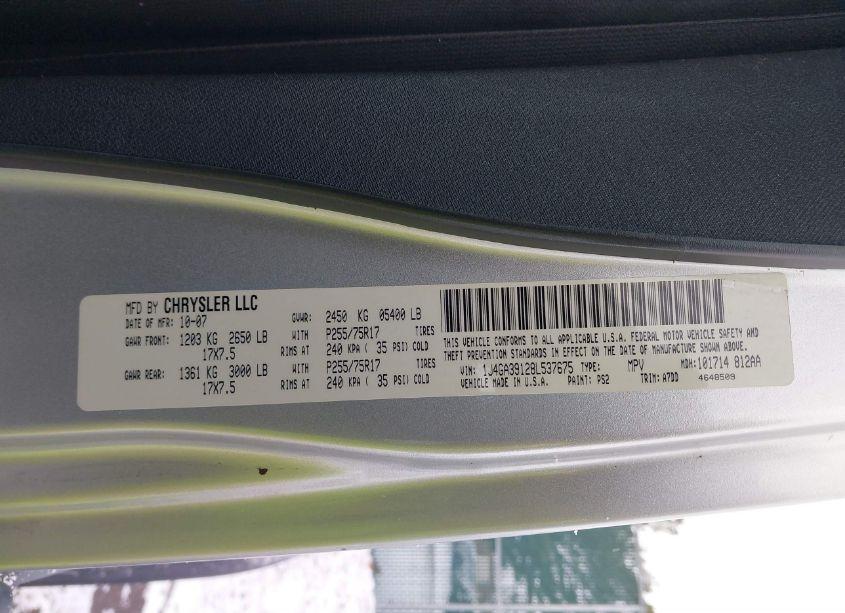 MFD BY CHRYSLER LLC
DATE OF MFR: 10-07
GVWR: 2450 KG 05400 LB
GAWR FRONT: 1203 KG 2650 LB WITH P255/75R17 TIRES
17X7.5 RIMS AT 240 KPA ( 35 PSI) COLD
GAWR REAR: 1361 KG 3000 LB WITH P255/75R17 TIRES
17X7.5 RIMS AT 240 KPA ( 35 PSI) COLD
THIS VEHICLE CONFORMS TO ALL APPLICABLE U.S.A. FEDERAL MOTOR VEHICLE SAFETY AND
THEFT PREVENTION STANDARDS IN EFFECT ON THE DATE OF MANUFACTURE SHOWN ABOVE.
VIN: 1J4GA39128L537675 TYPE: MPV MDH: 101714 812AA
VEHICLE MADE IN U.S.A. PAINT: PS2 TRIM: A7DD 4648509